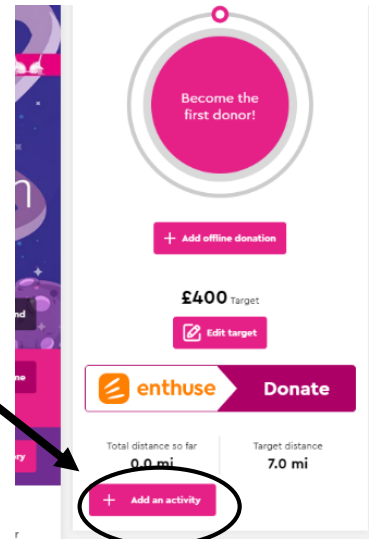 Become the
first donor!
+ Add offline donation
£400 Target
Edit target
enthuse Donate
Total distance so far
0.0 mi
Target distance
7.0 mi
+ Add an activity